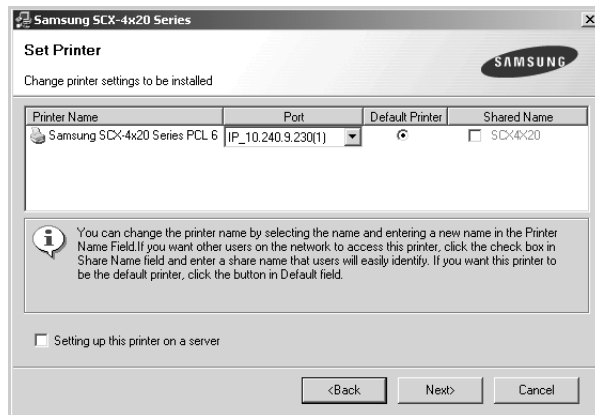 Samsung SCX-4x20 Series
Set Printer
Change printer settings to be installed
SAMSUNG
Printer Name Port Default Printer Shared Name
Samsung SCX-4x20 Series PCL 6 IP_10.240.9.230(1) SCX4X20
You can change the printer name by selecting the name and entering a new name in the Printer
Name Field.If you want other users on the network to access this printer, click the check box in
Share Name field and enter a share name that users will easily identify. If you want this printer to
be the default printer, click the button in Default field.
Setting up this printer on a server
<Back Next> Cancel